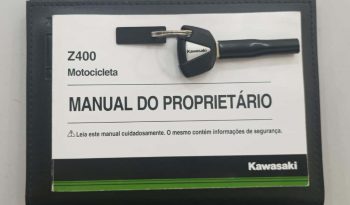 Z400
Motocicleta
Kawasaki
MANUAL DO PROPRIETÁRIO
Leia este manual cuidadosamente. O mesmo contém informações de segurança.
Kawasaki